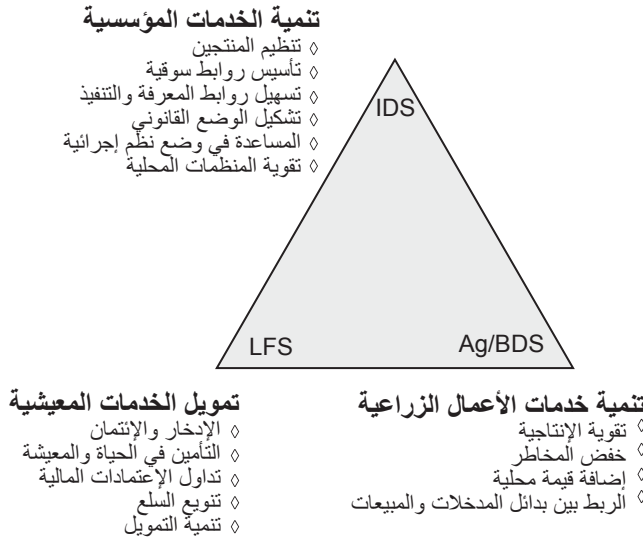 تنمية الخدمات المؤسسية
◊ تنظيم المنتجين
◊ تأسيس روابط سوقية
◊ تسهيل روابط المعرفة والتنفيذ
◊ تشكيل الوضع القانوني
◊ المساعدة في وضع نظم إجرائية
◊ تقوية المنظمات المحلية
IDS
LFS
Ag/BDS
تنمية خدمات الأعمال الزراعية
◊ تقوية الإنتاجية
◊ خفض المخاطر
◊ إضافة قيمة محلية
◊ الربط بين بدائل المدخلات والمبيعات
تمويل الخدمات المعيشية
◊ الإدخار والإئتمان
◊ التأمين في الحياة والمعيشة
◊ تداول الإعتمادات المالية
◊ تنويع السلع
◊ تنمية التمويل